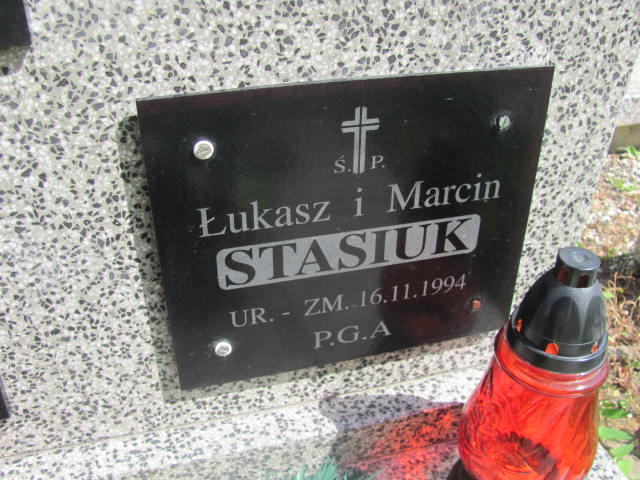 Ś. P.
Łukasz i Marcin
STASIUK
UR. - ZM. 16.11.1994
P.G.A